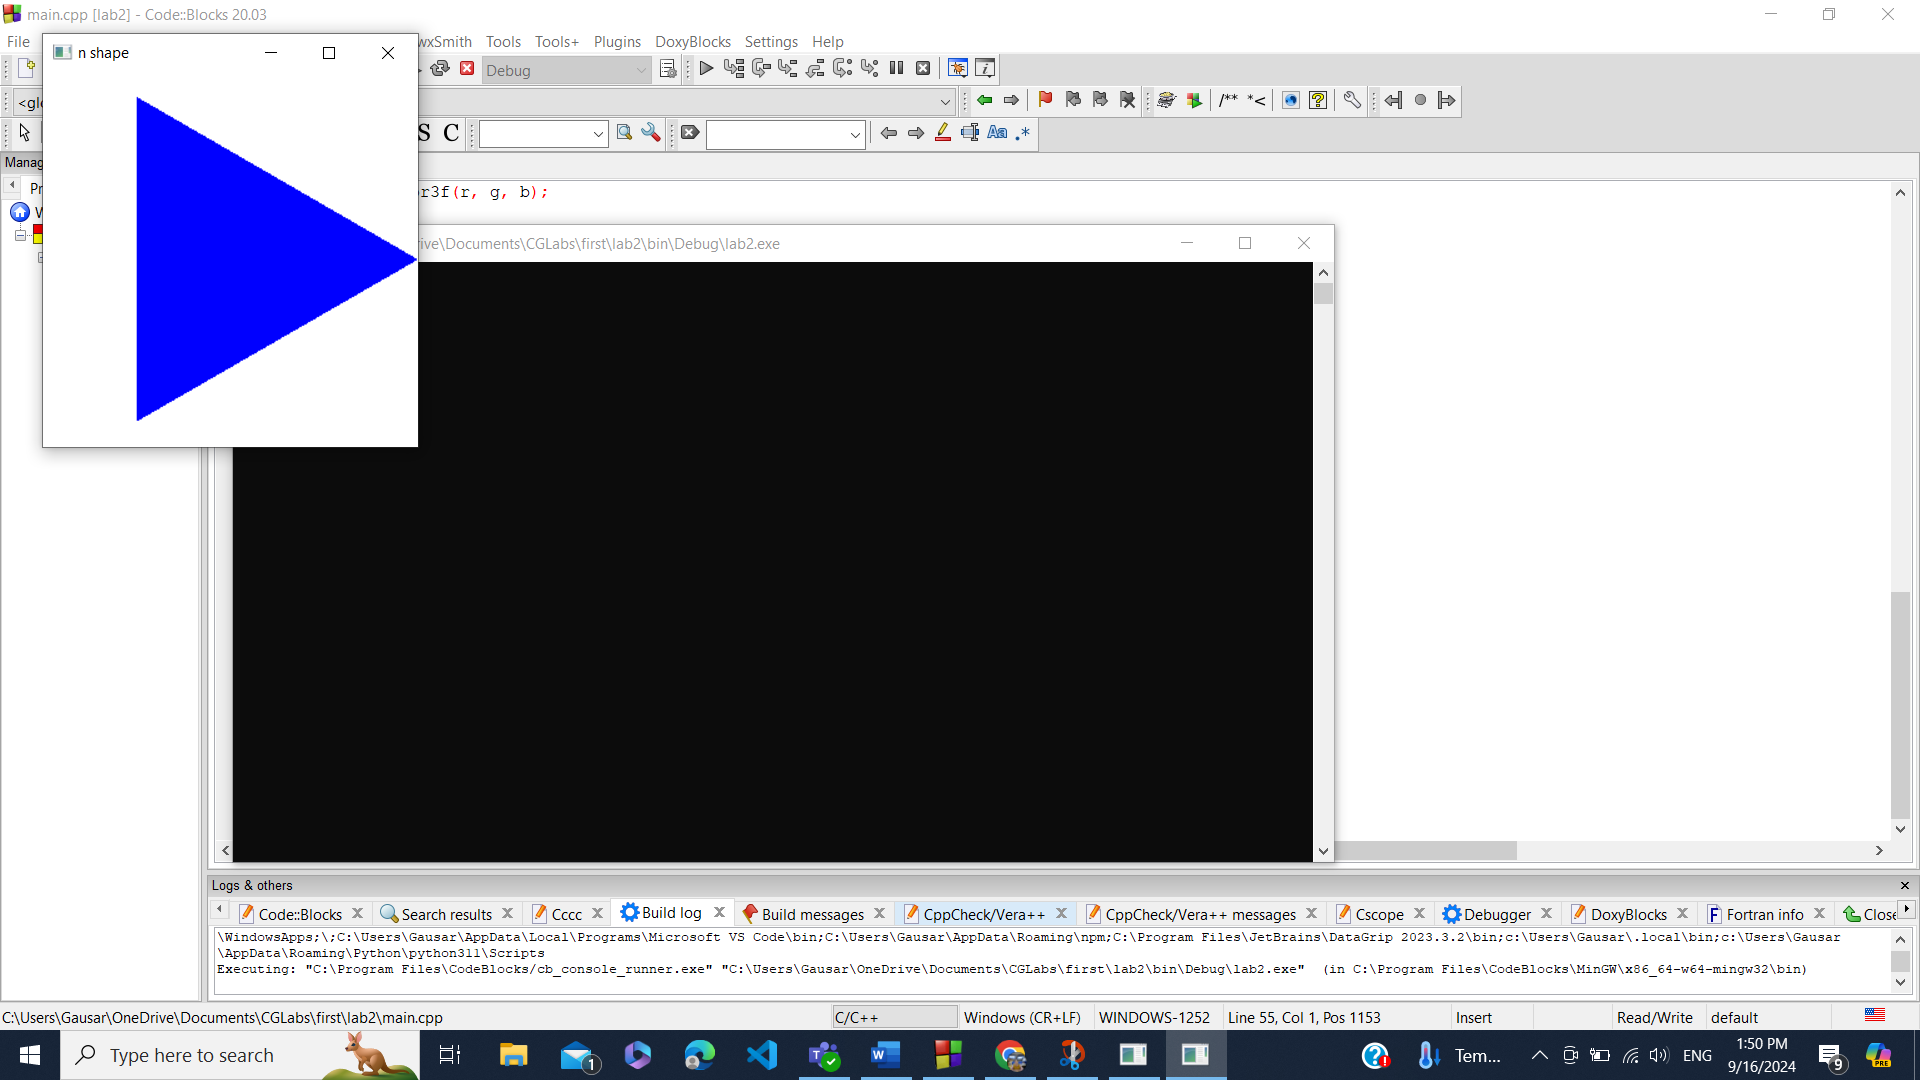 main.cpp [lab2] - Code::Blocks 20.03
File
wxSmith Tools Tools+ Plugins DoxyBlocks Settings Help
n shape
Debug
<glo
/** *<
S C
Aa .*
Manag
Pr
W
or3f(r, g, b);
rive\Documents\CGLabs\first\lab2\bin\Debug\lab2.exe
Logs & others
Code::Blocks Search results Cccc Build log Build messages CppCheck/Vera++ CppCheck/Vera++ messages Cscope Debugger DoxyBlocks Fortran info Close
\WindowsApps;\;C:\Users\Gausar\AppData\Local\Programs\Microsoft VS Code\bin;C:\Users\Gausar\AppData\Roaming\npm;C:\Program Files\JetBrains\DataGrip 2023.3.2\bin;c:\Users\Gausar\.local\bin;c:\Users\Gausar
\AppData\Roaming\Python\python311\Scripts
Executing: "C:\Program Files\CodeBlocks/cb_console_runner.exe" "C:\Users\Gausar\OneDrive\Documents\CGLabs\first\lab2\bin\Debug\lab2.exe"  (in C:\Program Files\CodeBlocks\MinGW\x86_64-w64-mingw32\bin)
C:\Users\Gausar\OneDrive\Documents\CGLabs\first\lab2\main.cpp C/C++ Windows (CR+LF) WINDOWS-1252 Line 55, Col 1, Pos 1153 Insert Read/Write default
Type here to search
1
Tem...
ENG
1:50 PM
9/16/2024
9
PRE